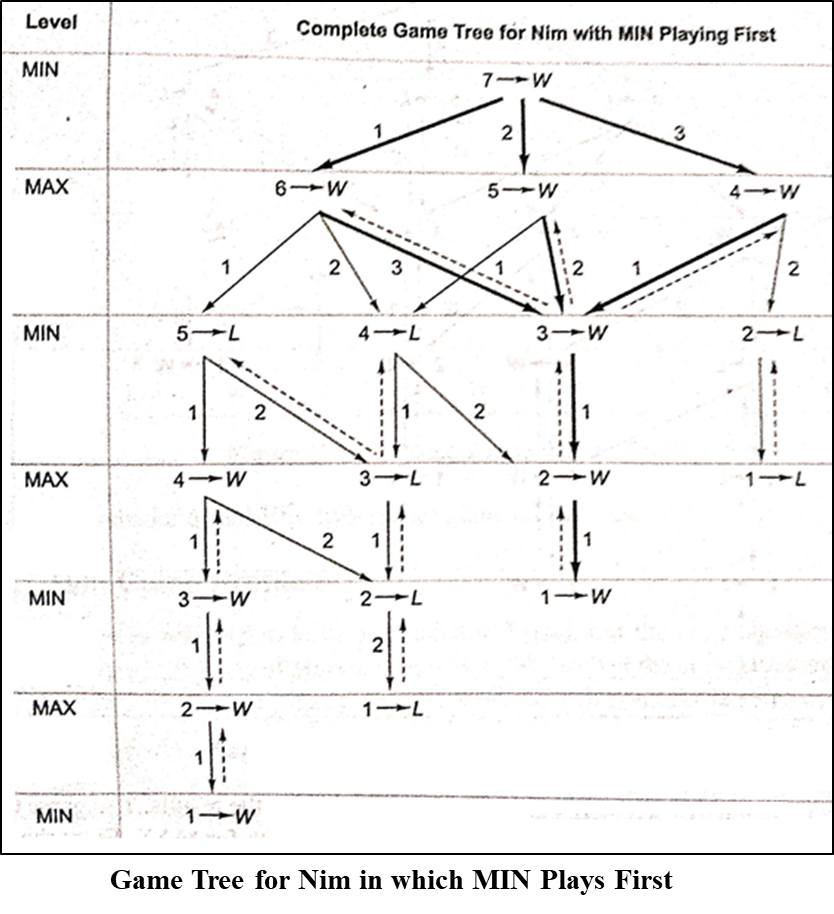 Level Complete Game Tree for Nim with MIN Playing First
MIN 7→W
1 2 3
MAX 6→W 5→W 4→W
1 2 3 1 2 1 2
MIN 5→L 4→L 3→W 2→L
1 2 1 2 1
MAX 4→W 3→L 2→W 1→L
1 2 1 1
MIN 3→W 2→L 1→W
1 2
MAX 2→W 1→L
1
MIN 1→W
Game Tree for Nim in which MIN Plays First